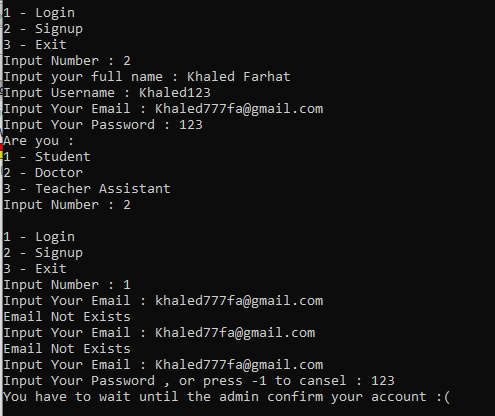 1 - Login
2 - Signup
3 - Exit
Input Number : 2
Input your full name : Khaled Farhat
Input Username : Khaled123
Input Your Email : Khaled777fa@gmail.com
Input Your Password : 123
Are you :
1 - Student
2 - Doctor
3 - Teacher Assistant
Input Number : 2

1 - Login
2 - Signup
3 - Exit
Input Number : 1
Input Your Email : khaled777fa@gmail.com
Email Not Exists
Input Your Email : Khaled77fa@gmail.com
Email Not Exists
Input Your Email : Khaled777fa@gmail.com
Input Your Password , or press -1 to cansel : 123
You have to wait until the admin confirm your account :(